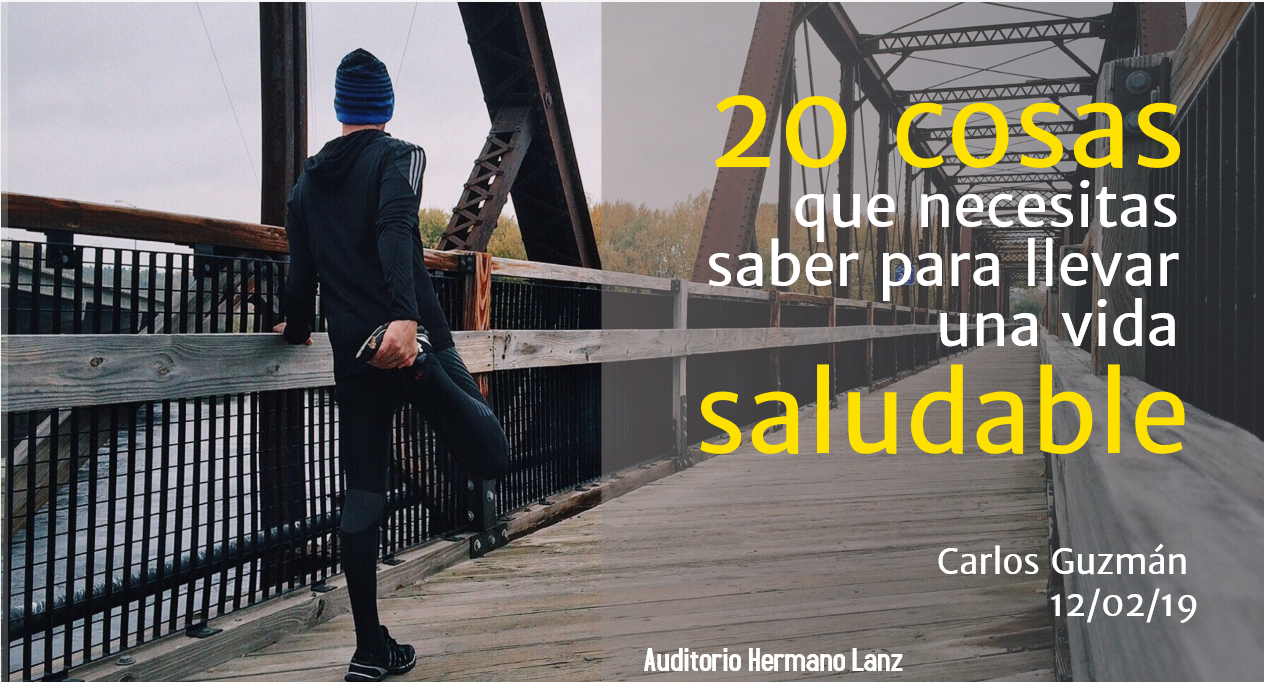 20 cosas
que necesitas
saber para llevar
una vida
saludable
Carlos Guzmán
12/02/19
Auditorio Hermano Lanz